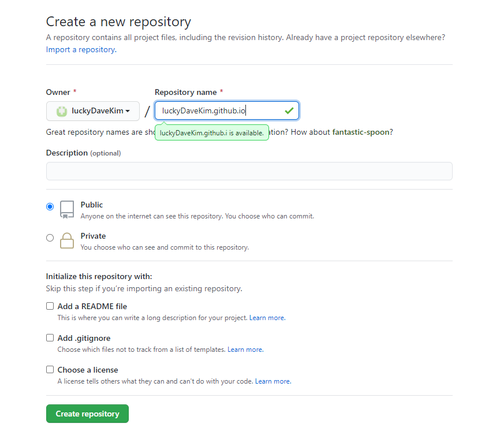 Create a new repository
A repository contains all project files, including the revision history. Already have a project repository elsewhere?
Import a repository.
Owner *
Repository name *
luckyDaveKim
/
luckyDaveKim.github.io
Great repository names are sho
luckyDaveKim.github.i is available.
ation? How about fantastic-spoon?
Description (optional)
Public
Anyone on the internet can see this repository. You choose who can commit.
Private
You choose who can see and commit to this repository.
Initialize this repository with:
Skip this step if you're importing an existing repository.
Add a README file
This is where you can write a long description for your project. Learn more.
Add .gitignore
Choose which files not to track from a list of templates. Learn more.
Choose a license
A license tells others what they can and can't do with your code. Learn more.
Create repository